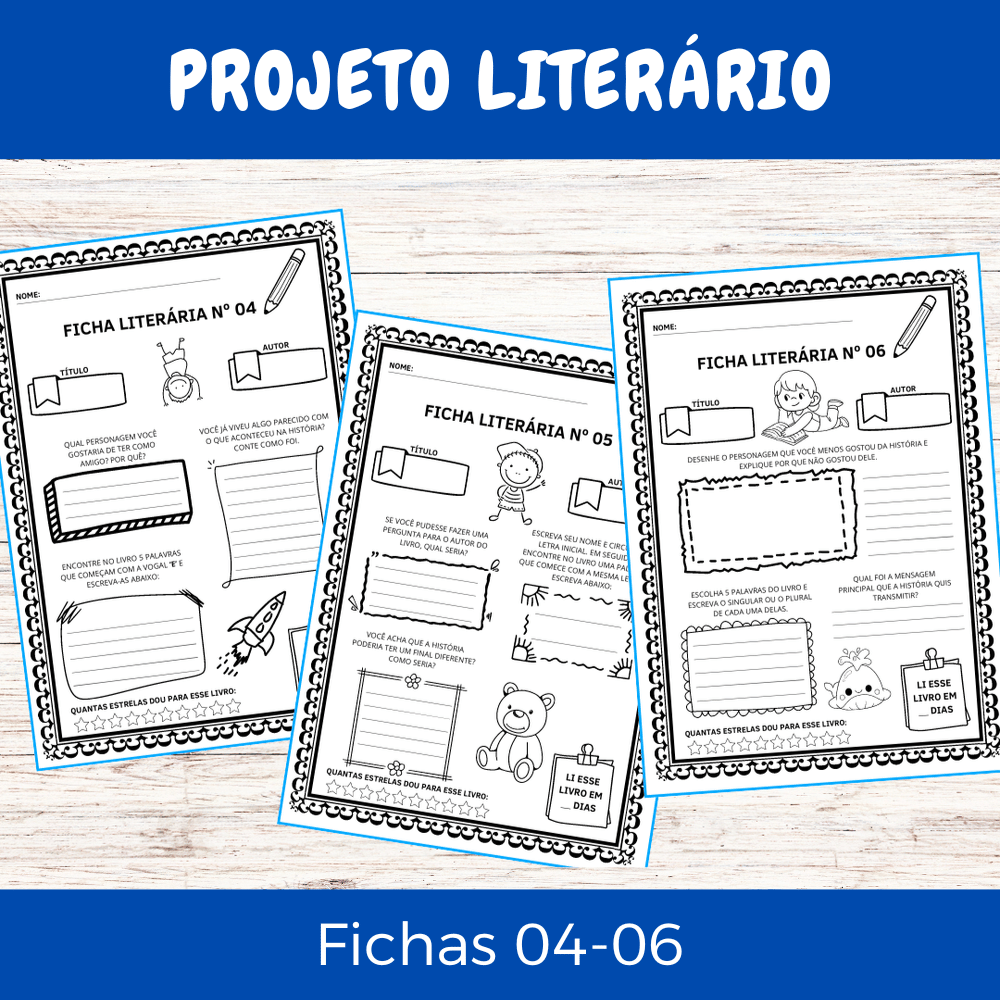 PROJETO LITERÁRIO
NOME:
FICHA LITERÁRIA Nº 04
TÍTULO
AUTOR
QUAL PERSONAGEM VOCÊ
GOSTARIA DE TER COMO
AMIGO? POR QUÊ?
VOCÊ JÁ VIVEU ALGO PARECIDO COM
O QUE ACONTECEU NA HISTÓRIA?
CONTE COMO FOI.
ENCONTRE NO LIVRO 5 PALAVRAS
QUE COMEÇAM COM A VOGAL "E" E
ESCREVA-AS ABAIXO:
QUANTAS ESTRELAS DOU PARA ESSE LIVRO:
NOME:
FICHA LITERÁRIA Nº 05
TÍTULO
SE VOCÊ PUDESSE FAZER UMA
PERGUNTA PARA O AUTOR DO
LIVRO, QUAL SERIA?
ESCREVA SEU NOME E
LETRA INICIAL. EM
ENCONTRE NO LIVRO UMA
QUE COMECE COM A MESMA
ESCREVA ABAIXO:
VOCÊ ACHA QUE A HISTÓRIA
PODERIA TER UM FINAL DIFERENTE?
COMO SERIA?
QUANTAS ESTRELAS DOU PARA ESSE LIVRO:
LI ESSE
LIVRO EM
__ DIAS
NOME:
FICHA LITERÁRIA Nº 06
TÍTULO
AUTOR
DESENHE O PERSONAGEM QUE VOCÊ MENOS GOSTOU DA HISTÓRIA E
EXPLIQUE POR QUE NÃO GOSTOU DELE.
ESCOLHA 5 PALAVRAS DO LIVRO E
ESCREVA O SINGULAR OU O PLURAL
DE CADA UMA DELAS.
QUAL FOI A MENSAGEM
PRINCIPAL QUE A HISTÓRIA QUIS
TRANSMITIR?
QUANTAS ESTRELAS DOU PARA ESSE LIVRO:
LI ESSE
LIVRO EM
__ DIAS
Fichas 04-06